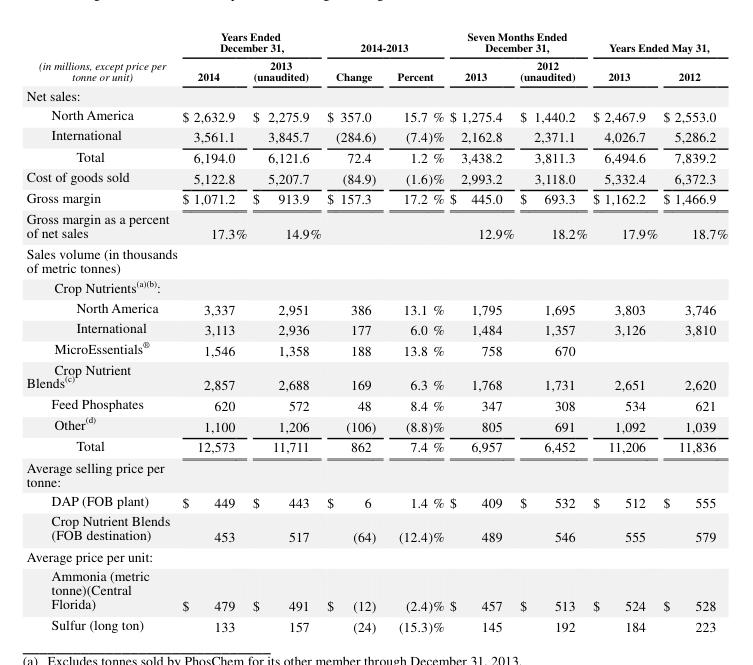 Years Ended December 31, 2014-2013 Seven Months Ended December 31, Years Ended May 31,
(in millions, except price per tonne or unit) 2014 2013 (unaudited) Change Percent 2013 2012 (unaudited) 2013 2012
Net sales:
North America $ 2,632.9 $ 2,275.9 $ 357.0 15.7 % $ 1,275.4 $ 1,440.2 $ 2,467.9 $ 2,553.0
International 3,561.1 3,845.7 (284.6) (7.4)% 2,162.8 2,371.1 4,026.7 5,286.2
Total 6,194.0 6,121.6 72.4 1.2 % 3,438.2 3,811.3 6,494.6 7,839.2
Cost of goods sold 5,122.8 5,207.7 (84.9) (1.6)% 2,993.2 3,118.0 5,332.4 6,372.3
Gross margin $ 1,071.2 $ 913.9 $ 157.3 17.2 % $ 445.0 $ 693.3 $ 1,162.2 $ 1,466.9
Gross margin as a percent
of net sales 17.3% 14.9% 12.9% 18.2% 17.9% 18.7%
Sales volume (in thousands
of metric tonnes)
Crop Nutrients(a)(b):
North America 3,337 2,951 386 13.1 % 1,795 1,695 3,803 3,746
International 3,113 2,936 177 6.0 % 1,484 1,357 3,126 3,810
MicroEssentials® 1,546 1,358 188 13.8 % 758 670
Crop Nutrient
Blends(c) 2,857 2,688 169 6.3 % 1,768 1,731 2,651 2,620
Feed Phosphates 620 572 48 8.4 % 347 308 534 621
Other(d) 1,100 1,206 (106) (8.8)% 805 691 1,092 1,039
Total 12,573 11,711 862 7.4 % 6,957 6,452 11,206 11,836
Average selling price per
tonne:
DAP (FOB plant) $ 449 $ 443 $ 6 1.4 % $ 409 $ 532 $ 512 $ 555
Crop Nutrient Blends
(FOB destination) 453 517 (64) (12.4)% 489 546 555 579
Average price per unit:
Ammonia (metric
tonne)(Central
Florida) $ 479 $ 491 $ (12) (2.4)% $ 457 $ 513 $ 524 $ 528
Sulfur (long ton) 133 157 (24) (15.3)% 145 192 184 223
(a) Excludes tonnes sold by PhosChem for its other member through December 31, 2013.